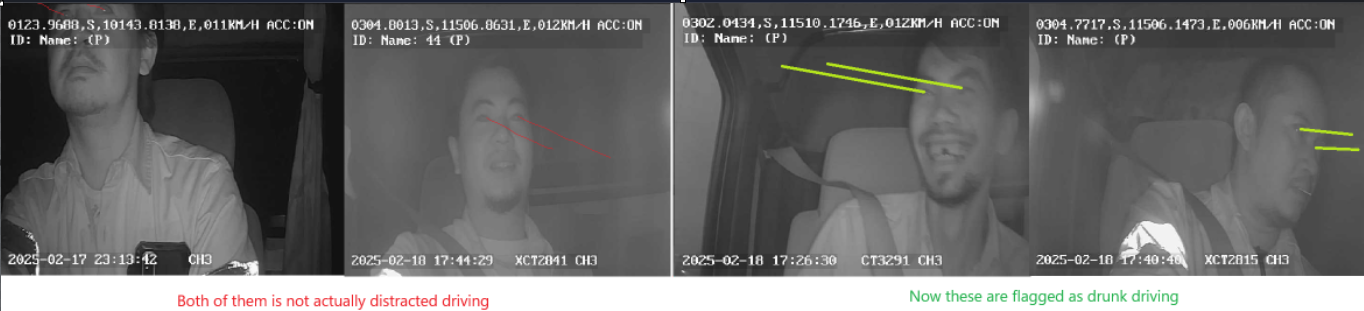 0123.9688,S,10143.8138,E,011KM/H ACC:ON
ID: Name: (P)
2025-02-17 23:13:42 CH3
0304.8013,S,11506.8631,E,012KM/H ACC:ON
ID: Name: 44 (P)
2025-02-18 17:44:29 XCT2841 CH3
0302.0434,S,11510.1746,E,012KM/H ACC:ON
ID: Name: (P)
2025-02-18 17:26:30 CT3291 CH3
0304.7717,S,11506.1473,E,006KM/H ACC:ON
ID: Name: (P)
2025-02-18 17:40:40 XCT2815 CH3
Both of them is not actually distracted driving
Now these are flagged as drunk driving